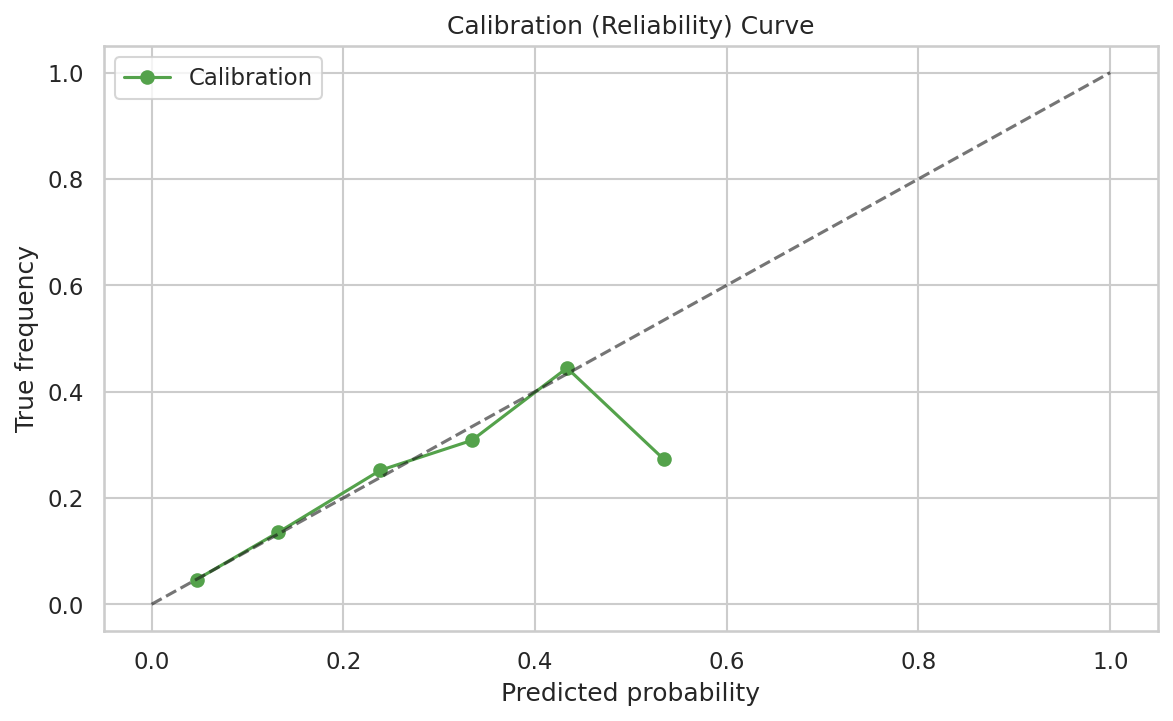 Calibration (Reliability) Curve
Calibration
1.0
0.8
0.6
0.4
0.2
0.0
True frequency
0.0 0.2 0.4 0.6 0.8 1.0
Predicted probability